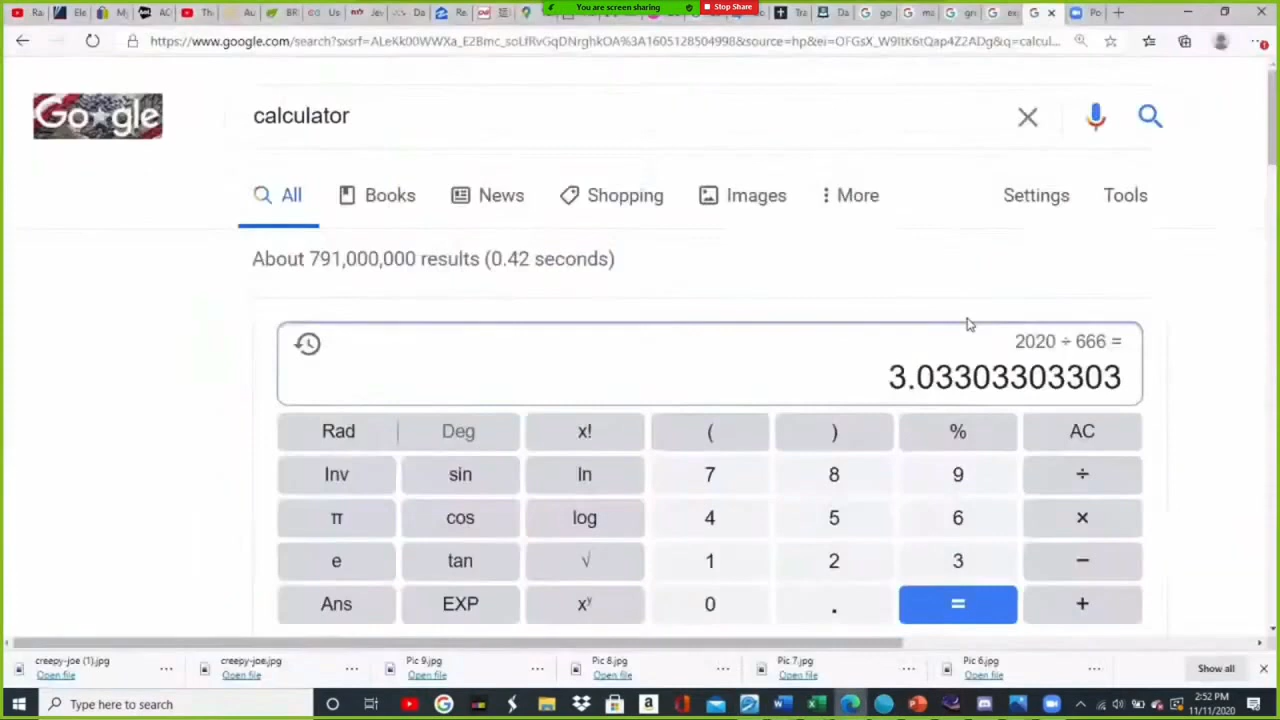 You are screen sharing
Stop Share
https://www.google.com/search?sxsrf=ALeKk00WWXa_E2Bmc_soLfRvGqDNrghkOA%3A1605128504998&source=hp&ei=OFGsX_W9ItK6tQap4Z2ADg&q=calcul...
Google
calculator
All Books News Shopping Images More Settings Tools
About 791,000,000 results (0.42 seconds)
2020 ÷ 666 =
3.03303303303
Rad Deg x! ( ) % AC
Inv sin ln 7 8 9 ÷
π cos log 4 5 6 ×
e tan √ 1 2 3 −
Ans EXP xʸ 0 . = +
creepy-joe (1).jpg
Open file
creepy-joe.jpg
Open file
Pic 9.jpg
Open file
Pic 8.jpg
Open file
Pic 7.jpg
Open file
Pic 6.jpg
Open file
Show all
Type here to search
2:52 PM
11/11/2020